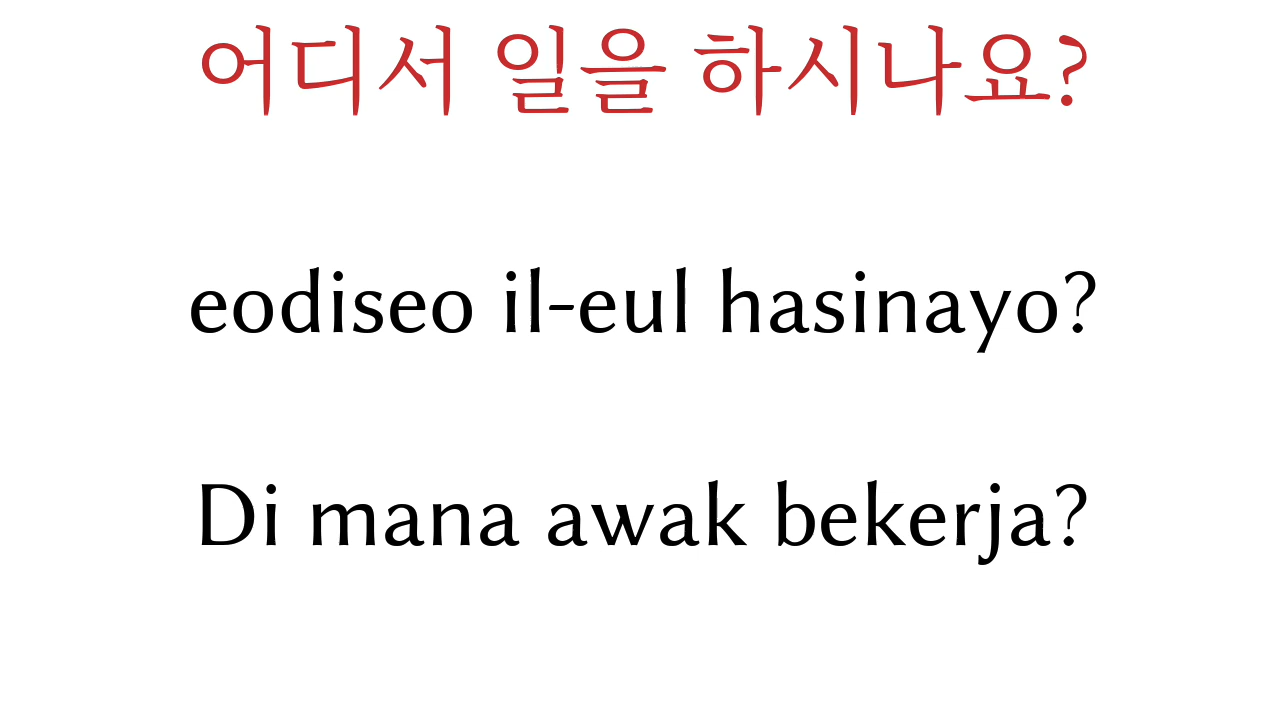 어디서 일을 하시나요?
eodiseo il-eul hasinayo?
Di mana awak bekerja?